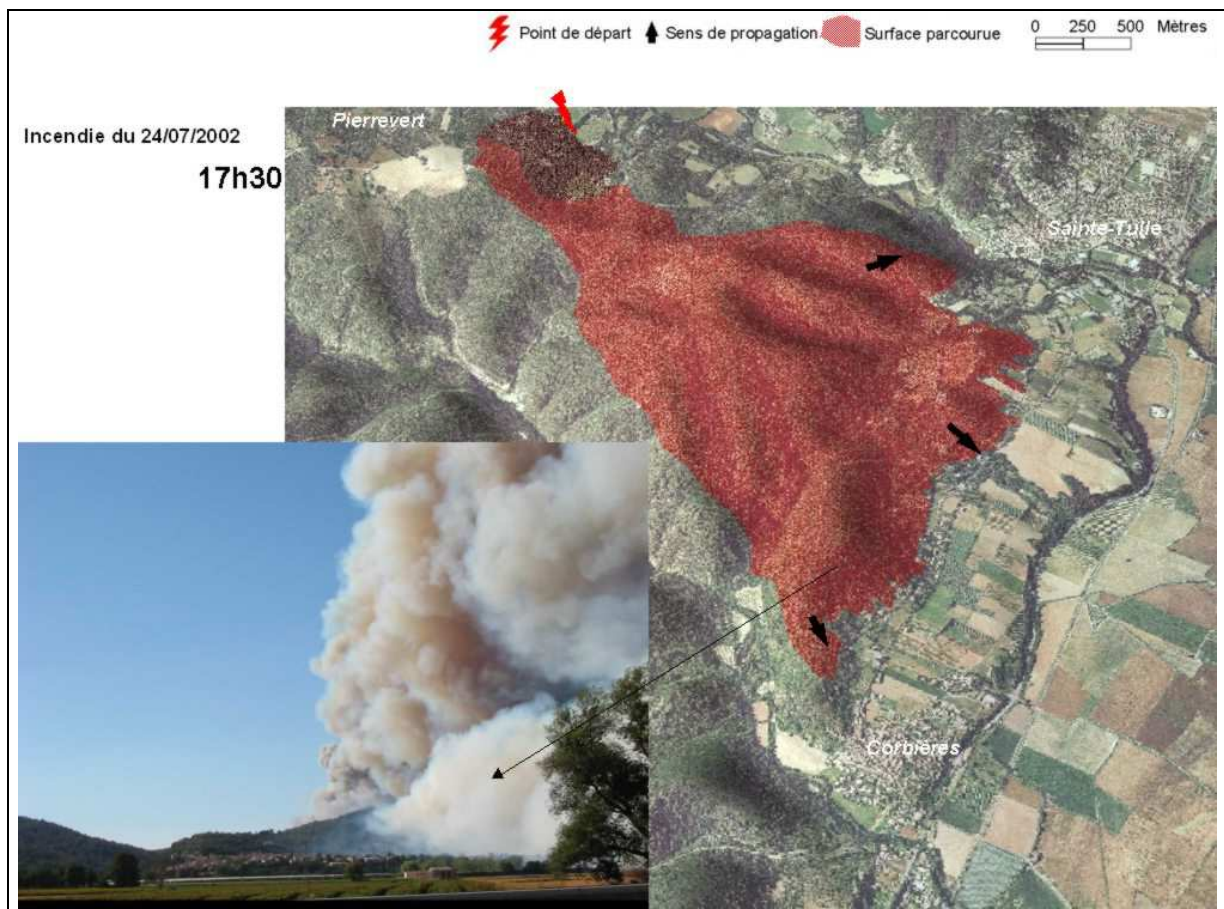 Point de départ Sens de propagation Surface parcourue 0 250 500 Mètres
Pierrevert
Incendie du 24/07/2002
17h30
Sainte-Tulle
Corbières